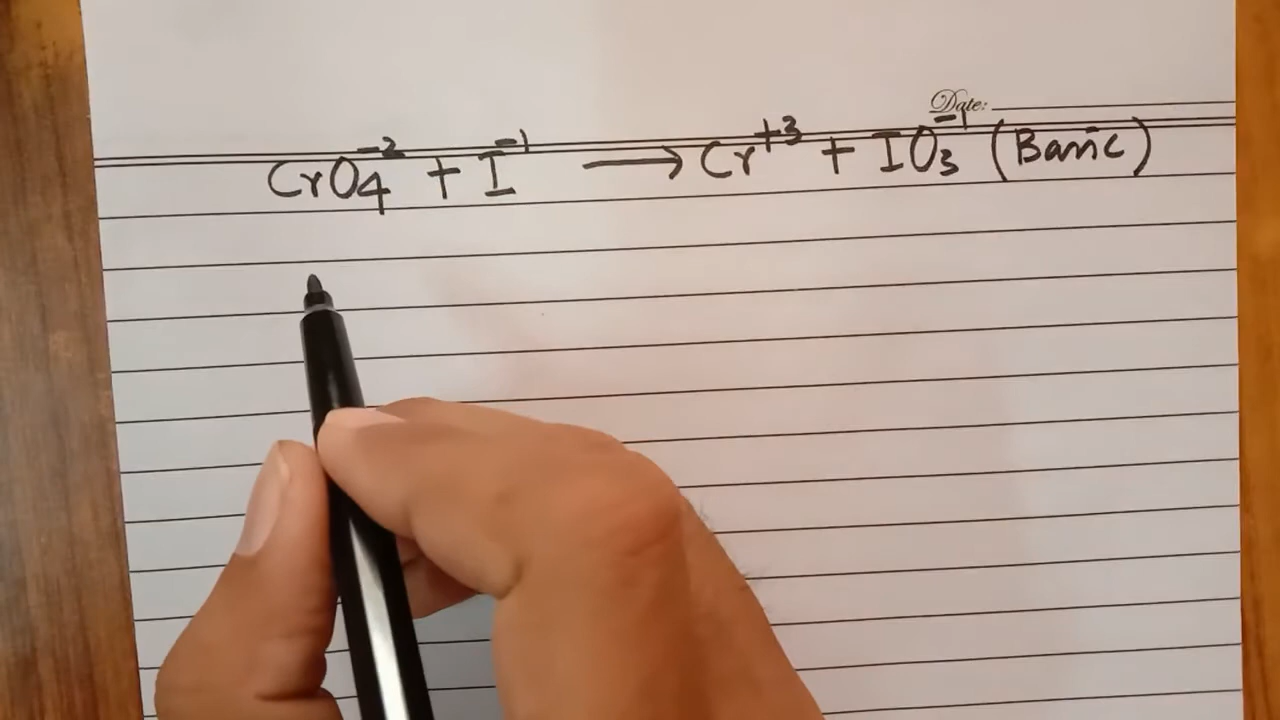 Date:
CrO₄⁻² + I⁻¹ ⟶ Cr⁺³ + IO₃⁻¹ (Basic)